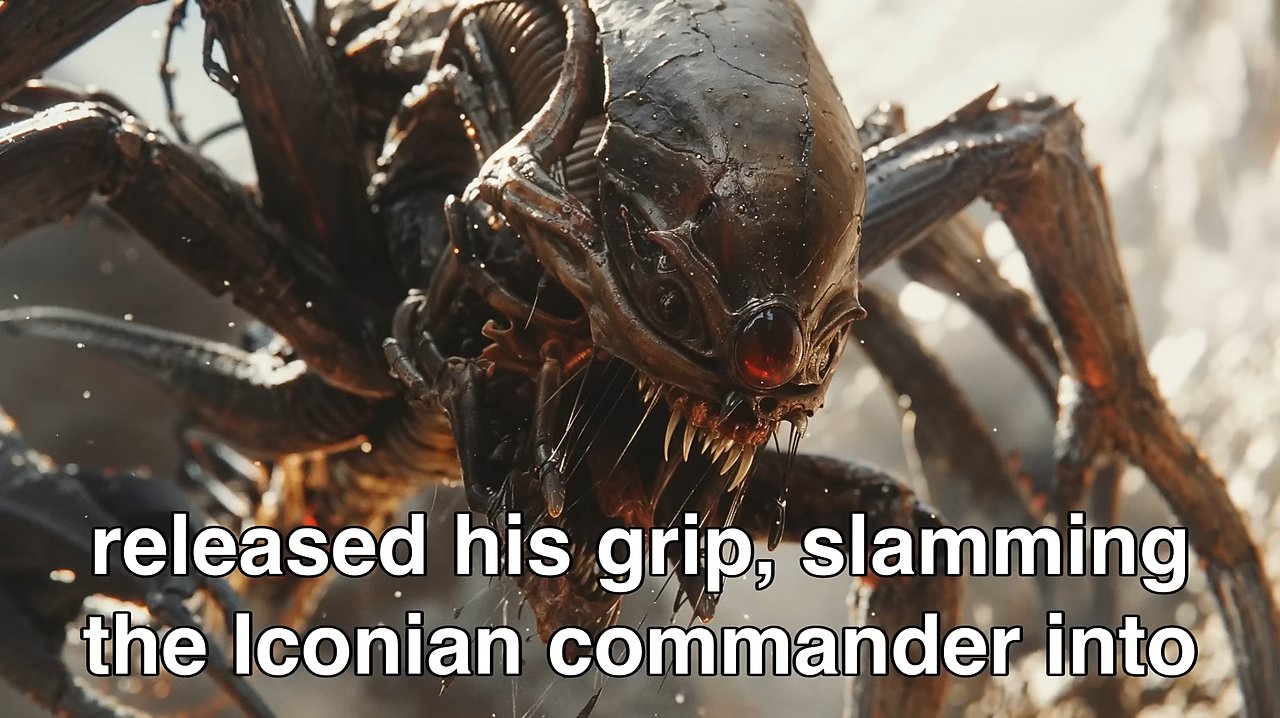 released his grip, slamming
the Iconian commander into